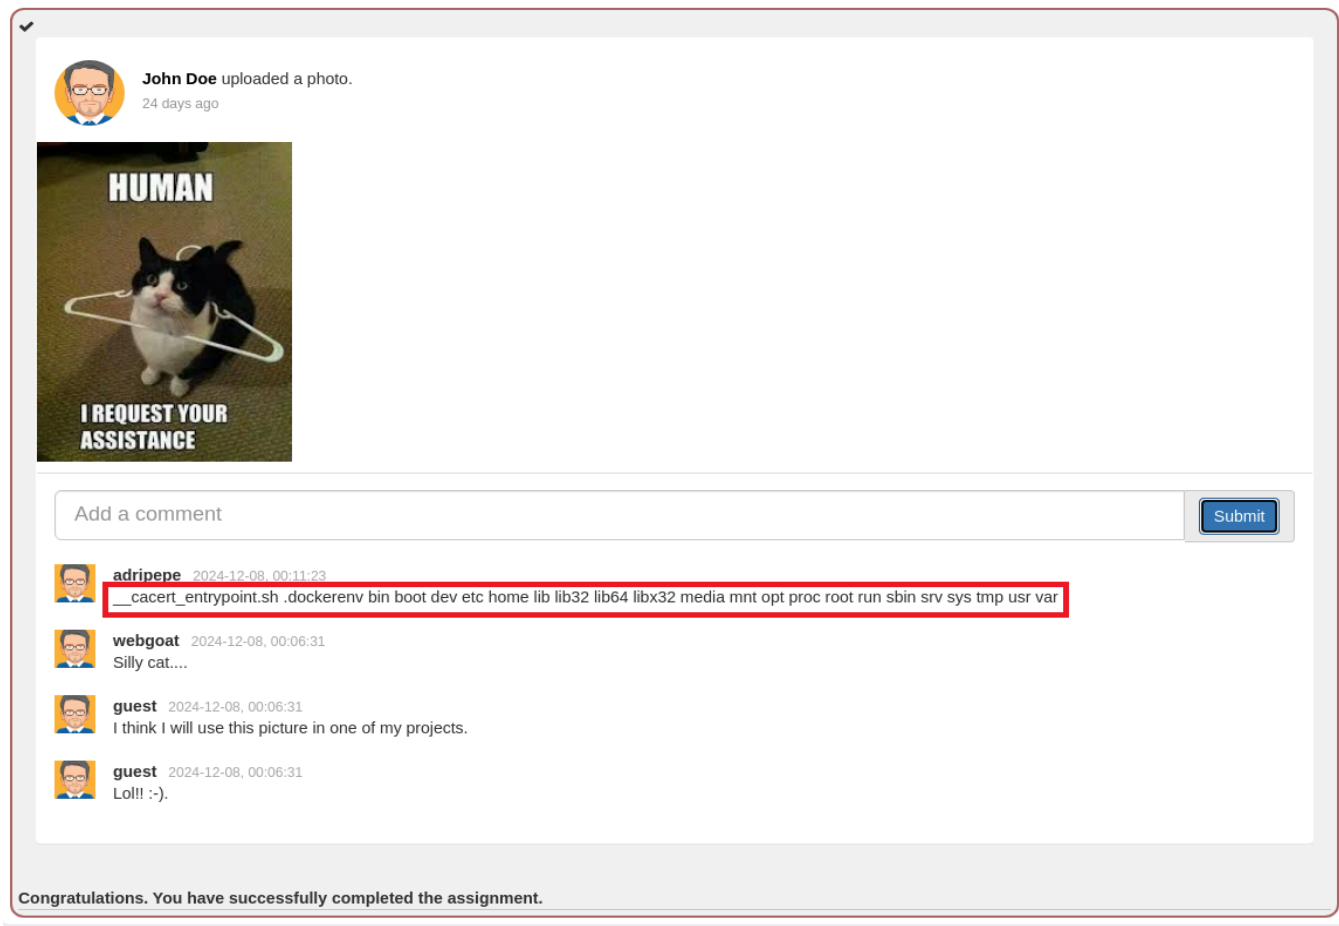 John Doe uploaded a photo.
24 days ago
HUMAN
I REQUEST YOUR
ASSISTANCE
Add a comment
Submit
adripepe 2024-12-08, 00:11:23
__cacert_entrypoint.sh .dockerenv bin boot dev etc home lib lib32 lib64 libx32 media mnt opt proc root run sbin srv sys tmp usr var
webgoat 2024-12-08, 00:06:31
Silly cat....
guest 2024-12-08, 00:06:31
I think I will use this picture in one of my projects.
guest 2024-12-08, 00:06:31
Lol!! :-).
Congratulations. You have successfully completed the assignment.